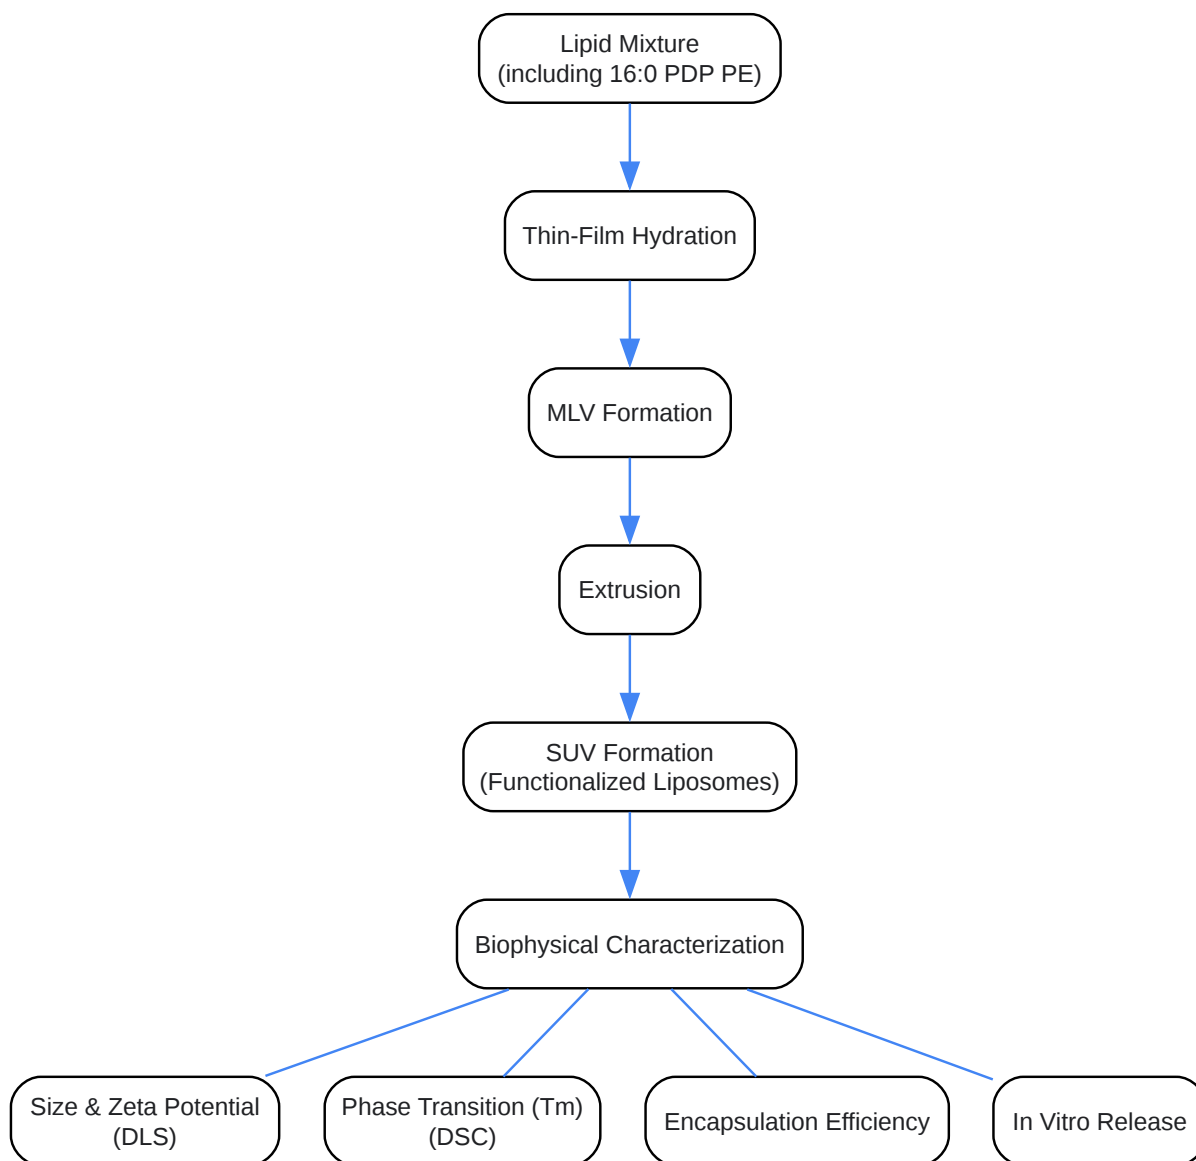 Lipid Mixture
(including 16:0 PDP PE)
Thin-Film Hydration
MLV Formation
Extrusion
SUV Formation
(Functionalized Liposomes)
Biophysical Characterization
Size & Zeta Potential
(DLS)
Phase Transition (Tm)
(DSC)
Encapsulation Efficiency
In Vitro Release